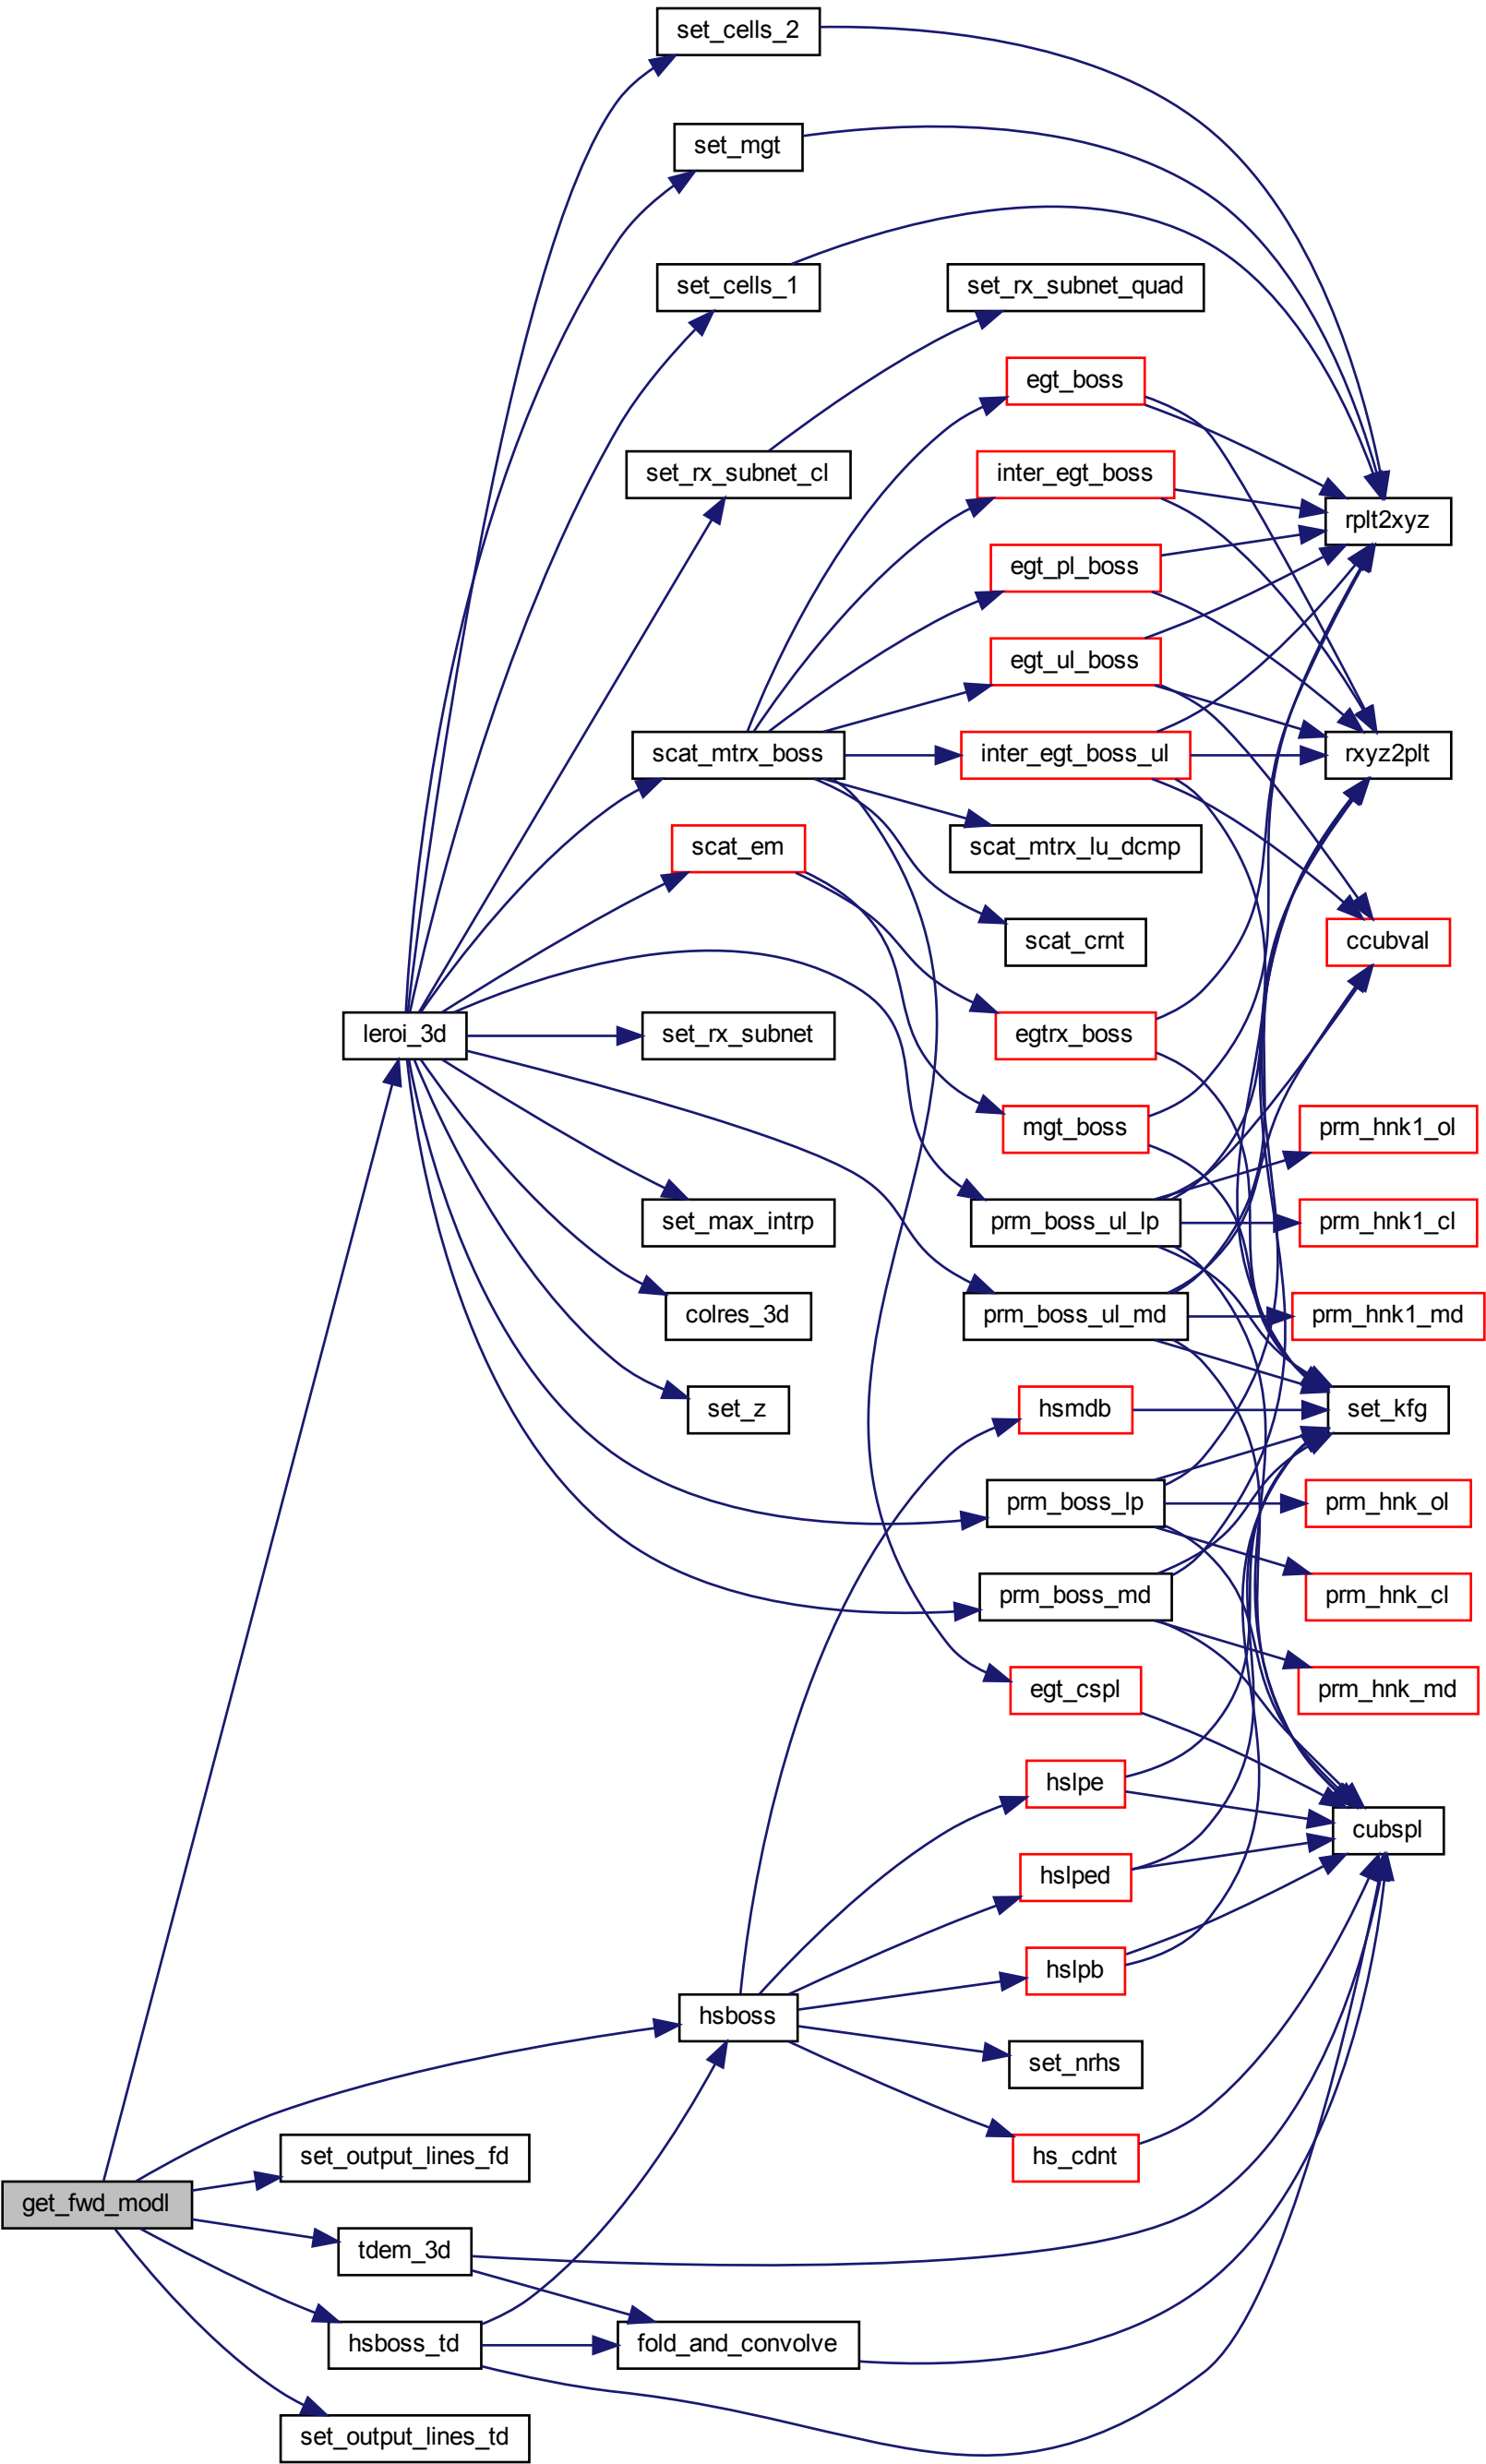 set_cells_2
set_mgt
set_cells_1
set_rx_subnet_quad
egt_boss
set_rx_subnet_cl
inter_egt_boss
rplt2xyz
egt_pl_boss
egt_ul_boss
scat_mtrx_boss
inter_egt_boss_ul
rxyz2plt
scat_em
scat_mtrx_lu_dcmp
scat_crnt
ccubval
leroi_3d
set_rx_subnet
egtrx_boss
mgt_boss
prm_hnk1_ol
set_max_intrp
prm_boss_ul_lp
prm_hnk1_cl
colres_3d
prm_boss_ul_md
prm_hnk1_md
set_z
hsmdb
set_kfg
prm_boss_lp
prm_hnk_ol
prm_boss_md
prm_hnk_cl
egt_cspl
prm_hnk_md
hslpe
cubspl
hslped
hslpb
hsboss
set_nrhs
set_output_lines_fd
hs_cdnt
get_fwd_modl
tdem_3d
hsboss_td
fold_and_convolve
set_output_lines_td